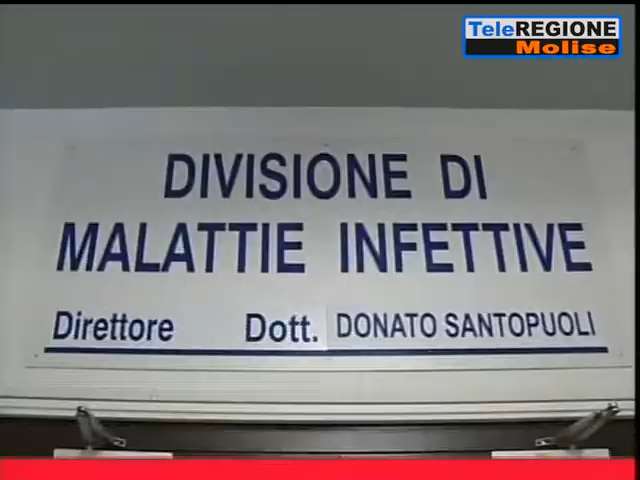 TeleREGIONE
Molise
DIVISIONE DI
MALATTIE INFETTIVE
Direttore Dott. DONATO SANTOPUOLI